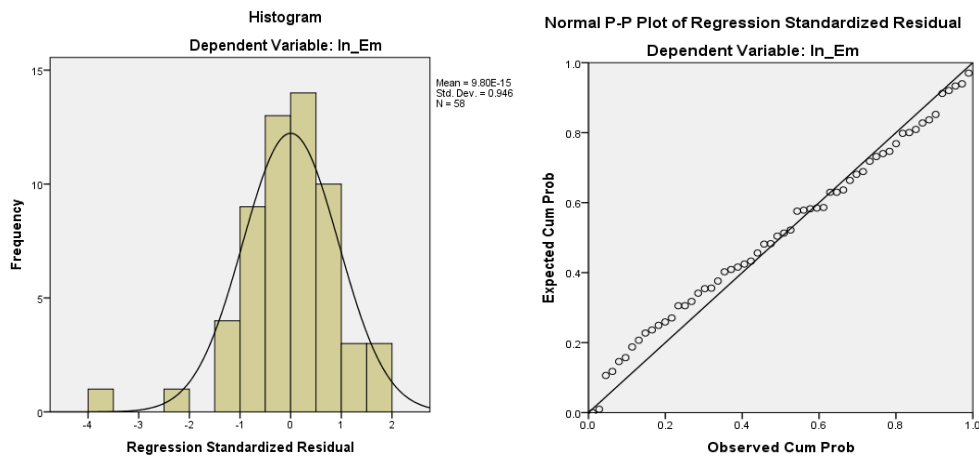 Histogram
Dependent Variable: ln_Em
Mean = 9.80E-15
Std. Dev. = 0.946
N = 58
15
10
5
0
-4 -3 -2 -1 0 1 2
Frequency
Regression Standardized Residual
Normal P-P Plot of Regression Standardized Residual
Dependent Variable: ln_Em
1.0
0.8
0.6
0.4
0.2
0.0
0.0 0.2 0.4 0.6 0.8 1.0
Expected Cum Prob
Observed Cum Prob